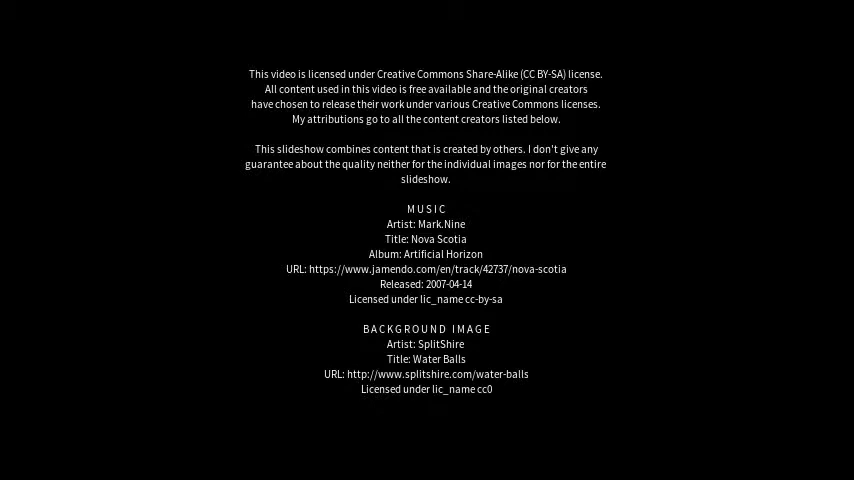 This video is licensed under Creative Commons Share-Alike (CC BY-SA) license.
All content used in this video is free available and the original creators
have chosen to release their work under various Creative Commons licenses.
My attributions go to all the content creators listed below.
This slideshow combines content that is created by others. I don't give any
guarantee about the quality neither for the individual images nor for the entire
slideshow.
MUSIC
Artist: Mark.Nine
Title: Nova Scotia
Album: Artificial Horizon
URL: https://www.jamendo.com/en/track/42737/nova-scotia
Released: 2007-04-14
Licensed under lic_name cc-by-sa
BACKGROUND IMAGE
Artist: SplitShire
Title: Water Balls
URL: http://www.splitshire.com/water-balls
Licensed under lic_name cc0